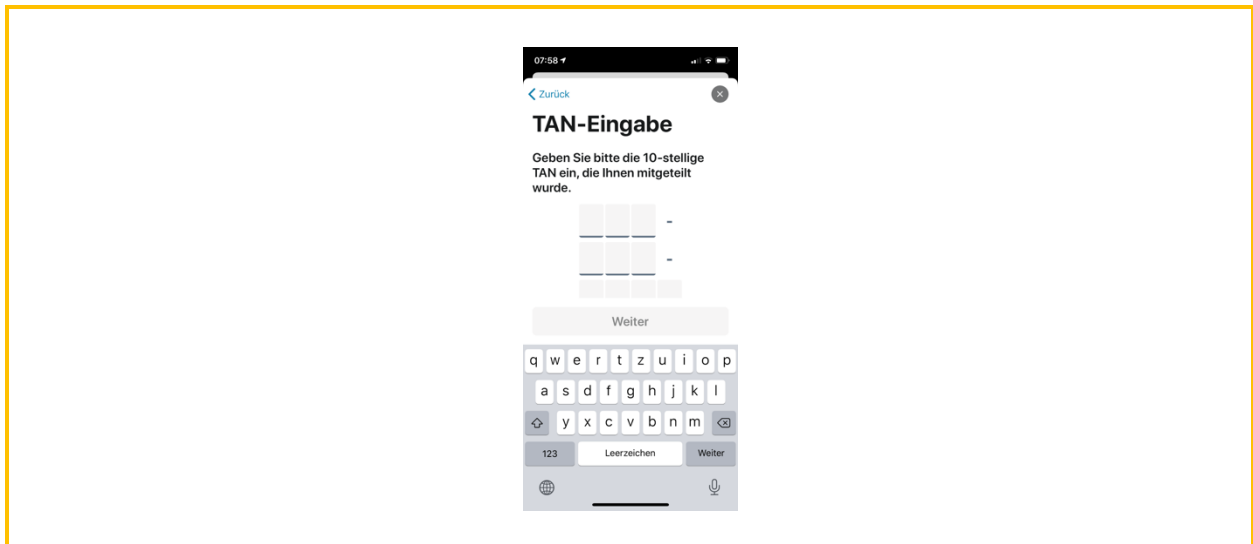 07:58
Zurück
TAN-Eingabe
Geben Sie bitte die 10-stellige
TAN ein, die Ihnen mitgeteilt
wurde.
-
-
Weiter
q w e r t z u i o p
a s d f g h j k l
y x c v b n m
123 Leerzeichen Weiter